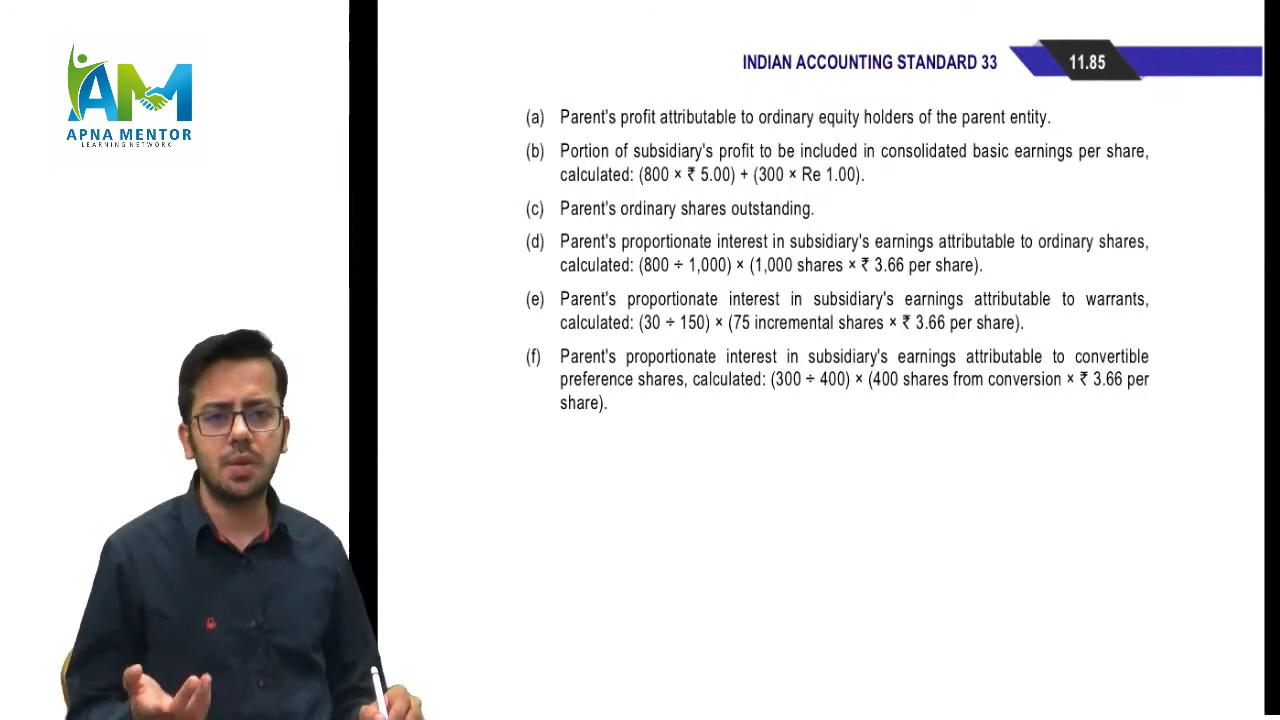 AM
APNA MENTOR
LEARNING NETWORK
INDIAN ACCOUNTING STANDARD 33
11.85
(a) Parent's profit attributable to ordinary equity holders of the parent entity.
(b) Portion of subsidiary's profit to be included in consolidated basic earnings per share,
calculated: (800 × ₹ 5.00) + (300 × Re 1.00).
(c) Parent's ordinary shares outstanding.
(d) Parent's proportionate interest in subsidiary's earnings attributable to ordinary shares,
calculated: (800 ÷ 1,000) × (1,000 shares × ₹ 3.66 per share).
(e) Parent's proportionate interest in subsidiary's earnings attributable to warrants,
calculated: (30 ÷ 150) × (75 incremental shares × ₹ 3.66 per share).
(f) Parent's proportionate interest in subsidiary's earnings attributable to convertible
preference shares, calculated: (300 ÷ 400) × (400 shares from conversion × ₹ 3.66 per
share).